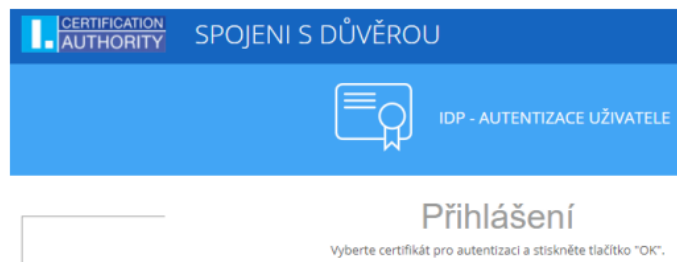 CERTIFICATION
I. AUTHORITY
SPOJENI S DŮVĚROU
IDP - AUTENTIZACE UŽIVATELE
Přihlášení
Vyberte certifikát pro autentizaci a stiskněte tlačítko "OK".